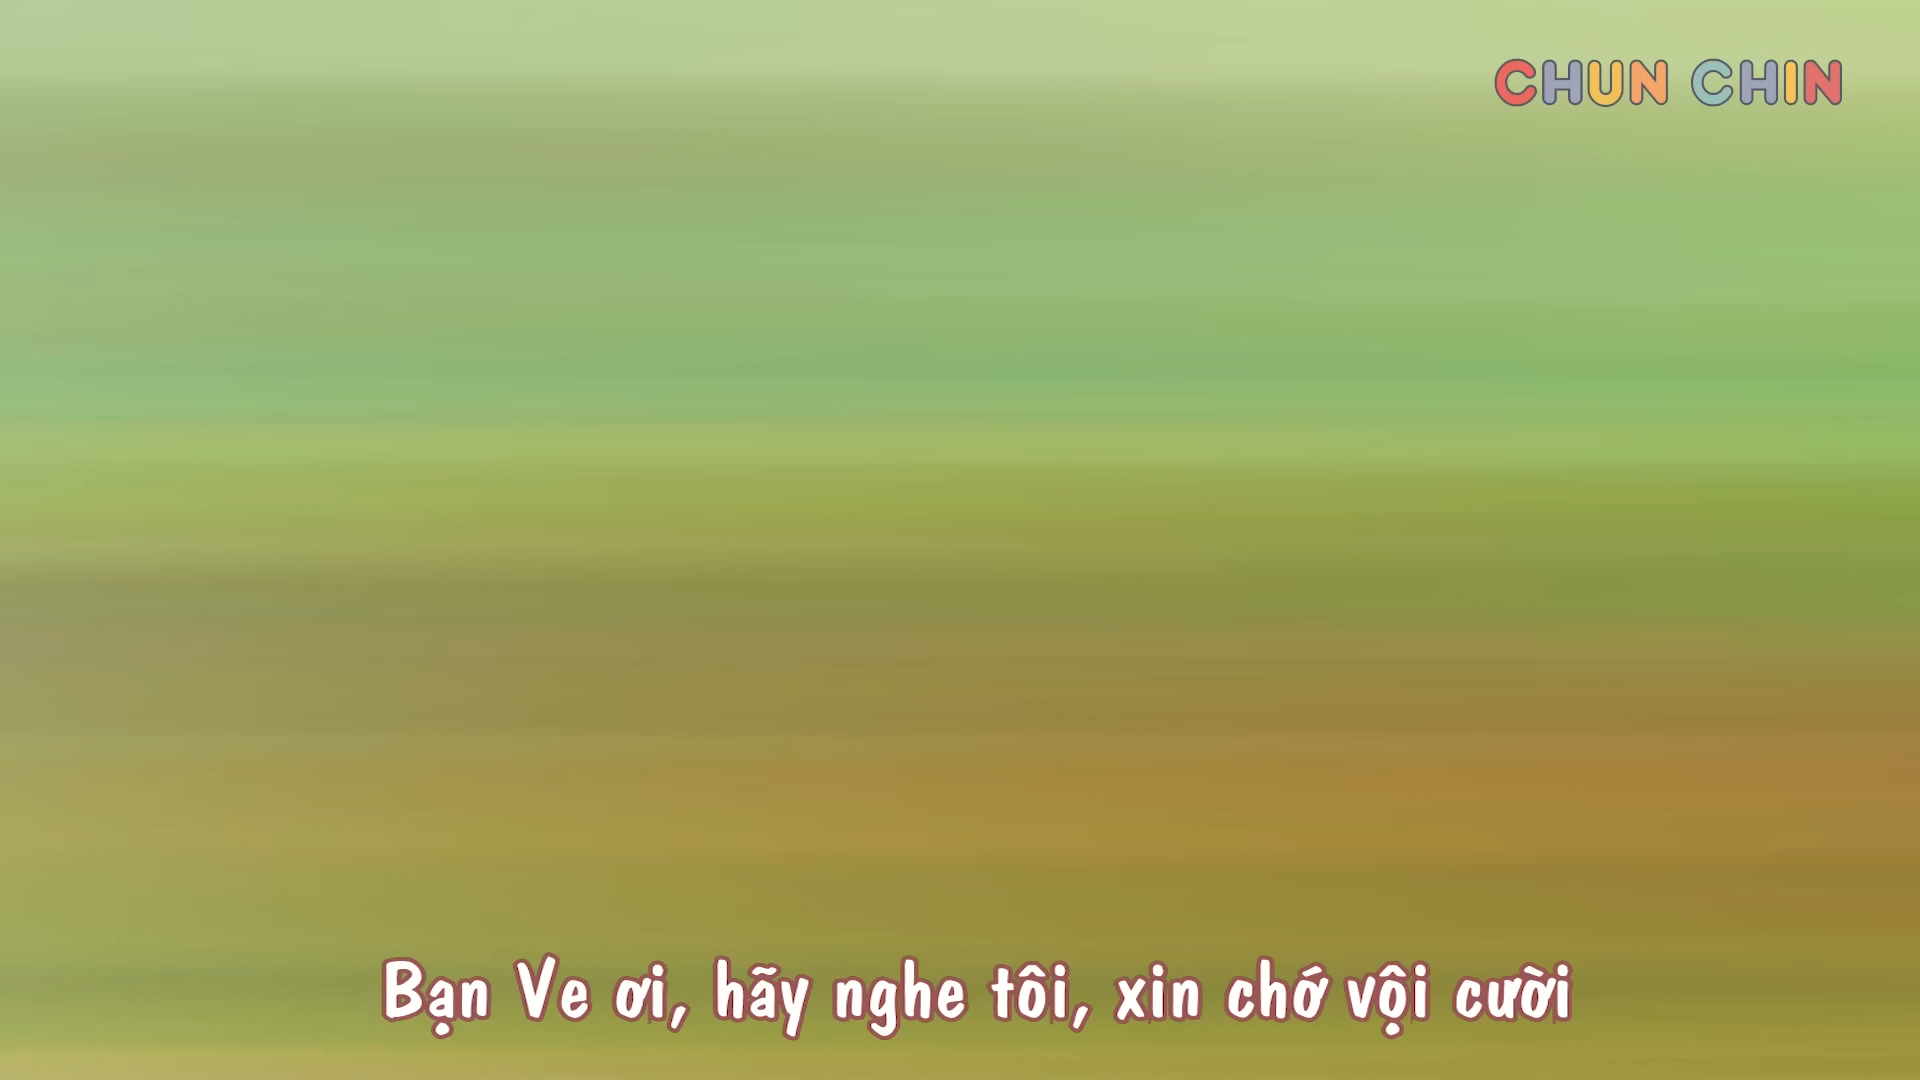 CHUN CHIN
Bạn Ve ơi, hãy nghe tôi, xin chớ vội cười